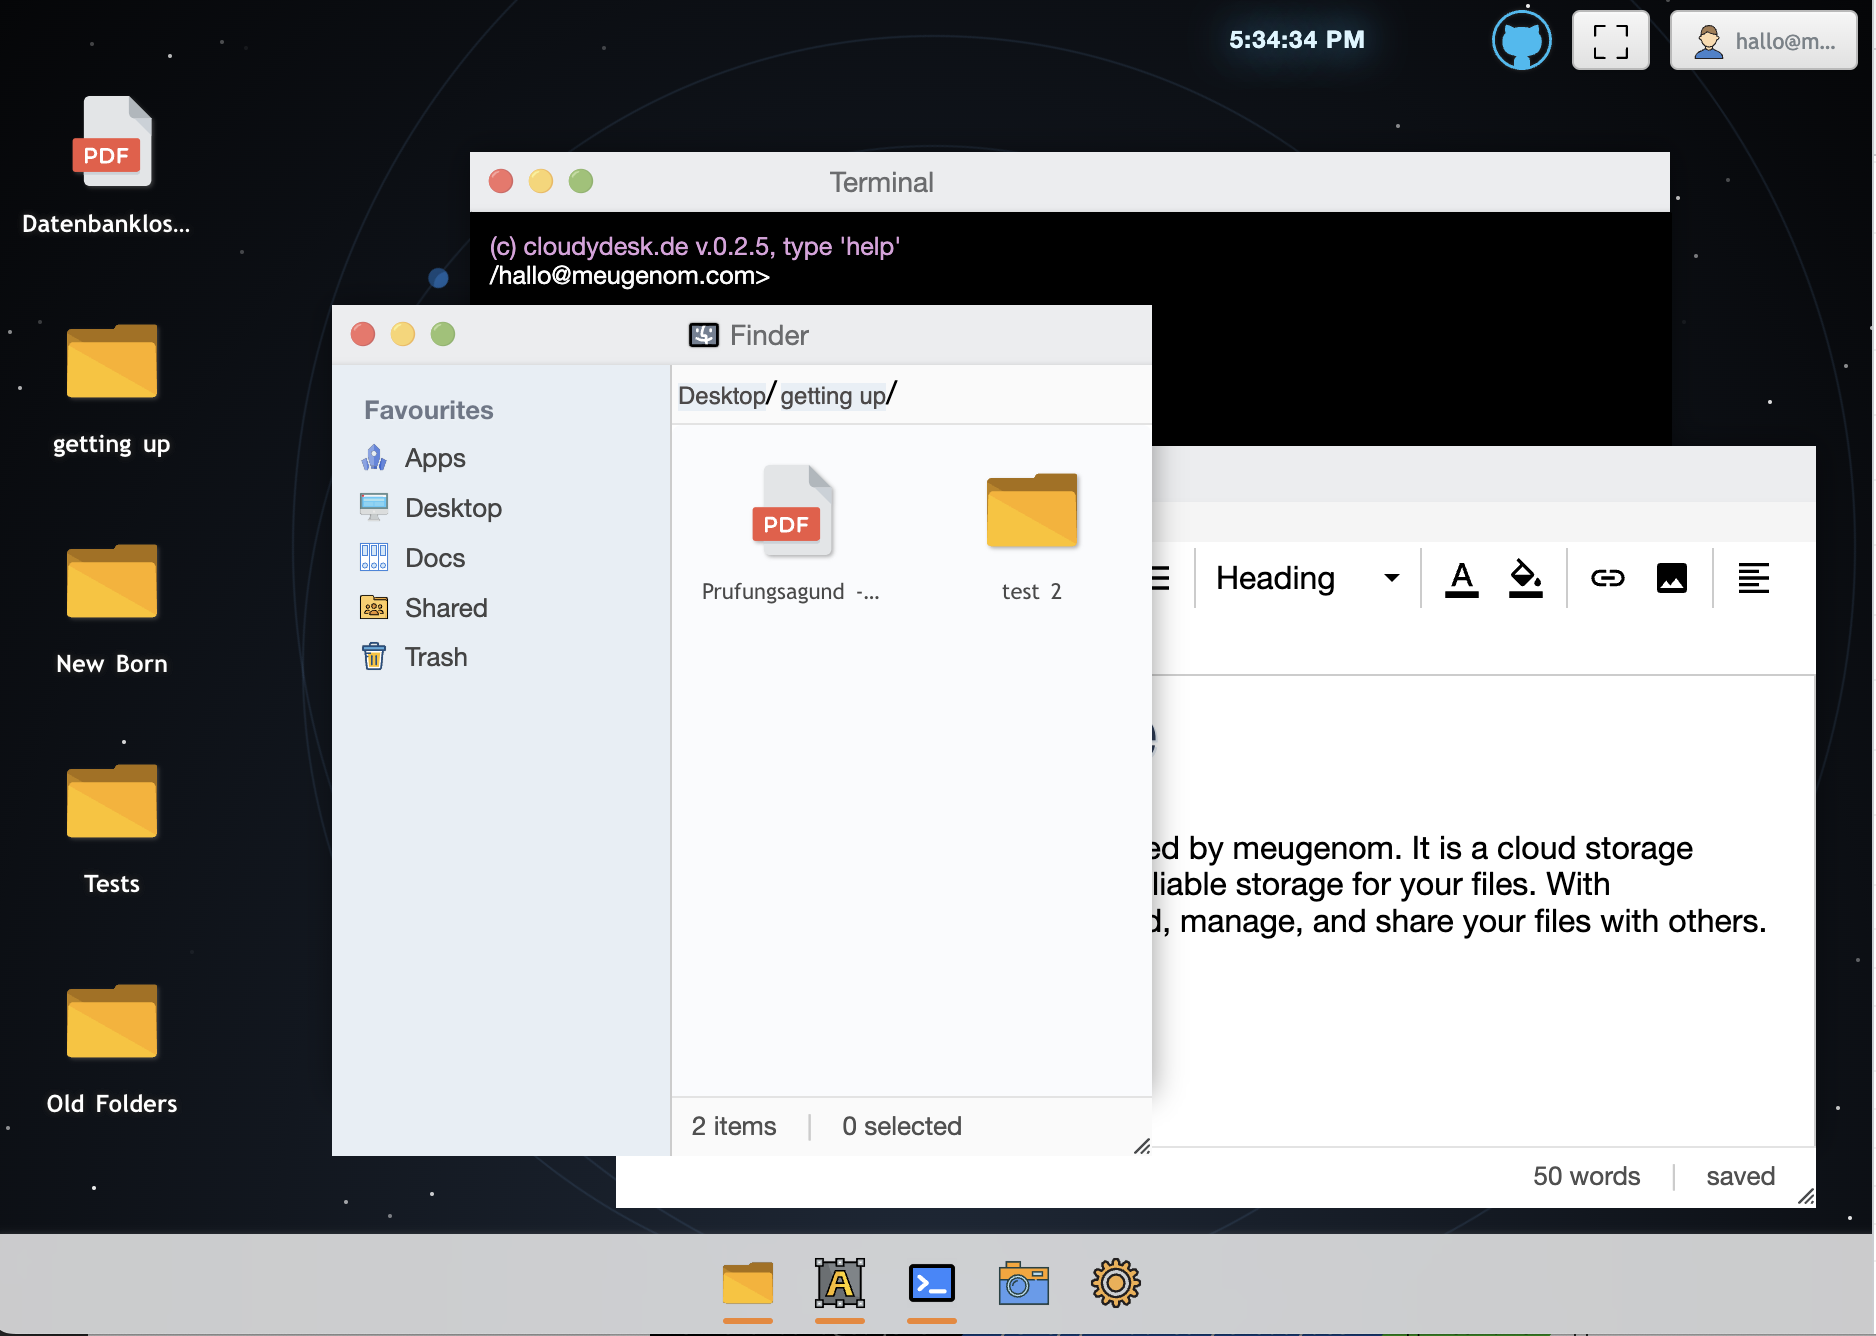 5:34:34 PM
hallo@m...
PDF
Datenbanklos...
getting up
New Born
Tests
Old Folders
Terminal
(c) cloudydesk.de v.0.2.5, type 'help'
/hallo@meugenom.com>
Finder
Favourites
Apps
Desktop
Docs
Shared
Trash
Desktop/getting up/
PDF
Prufungsagund -...
test 2
2 items
0 selected
Heading
A
by meugenom. It is a cloud storage
storage for your files. With
manage, and share your files with others.
50 words
saved
A